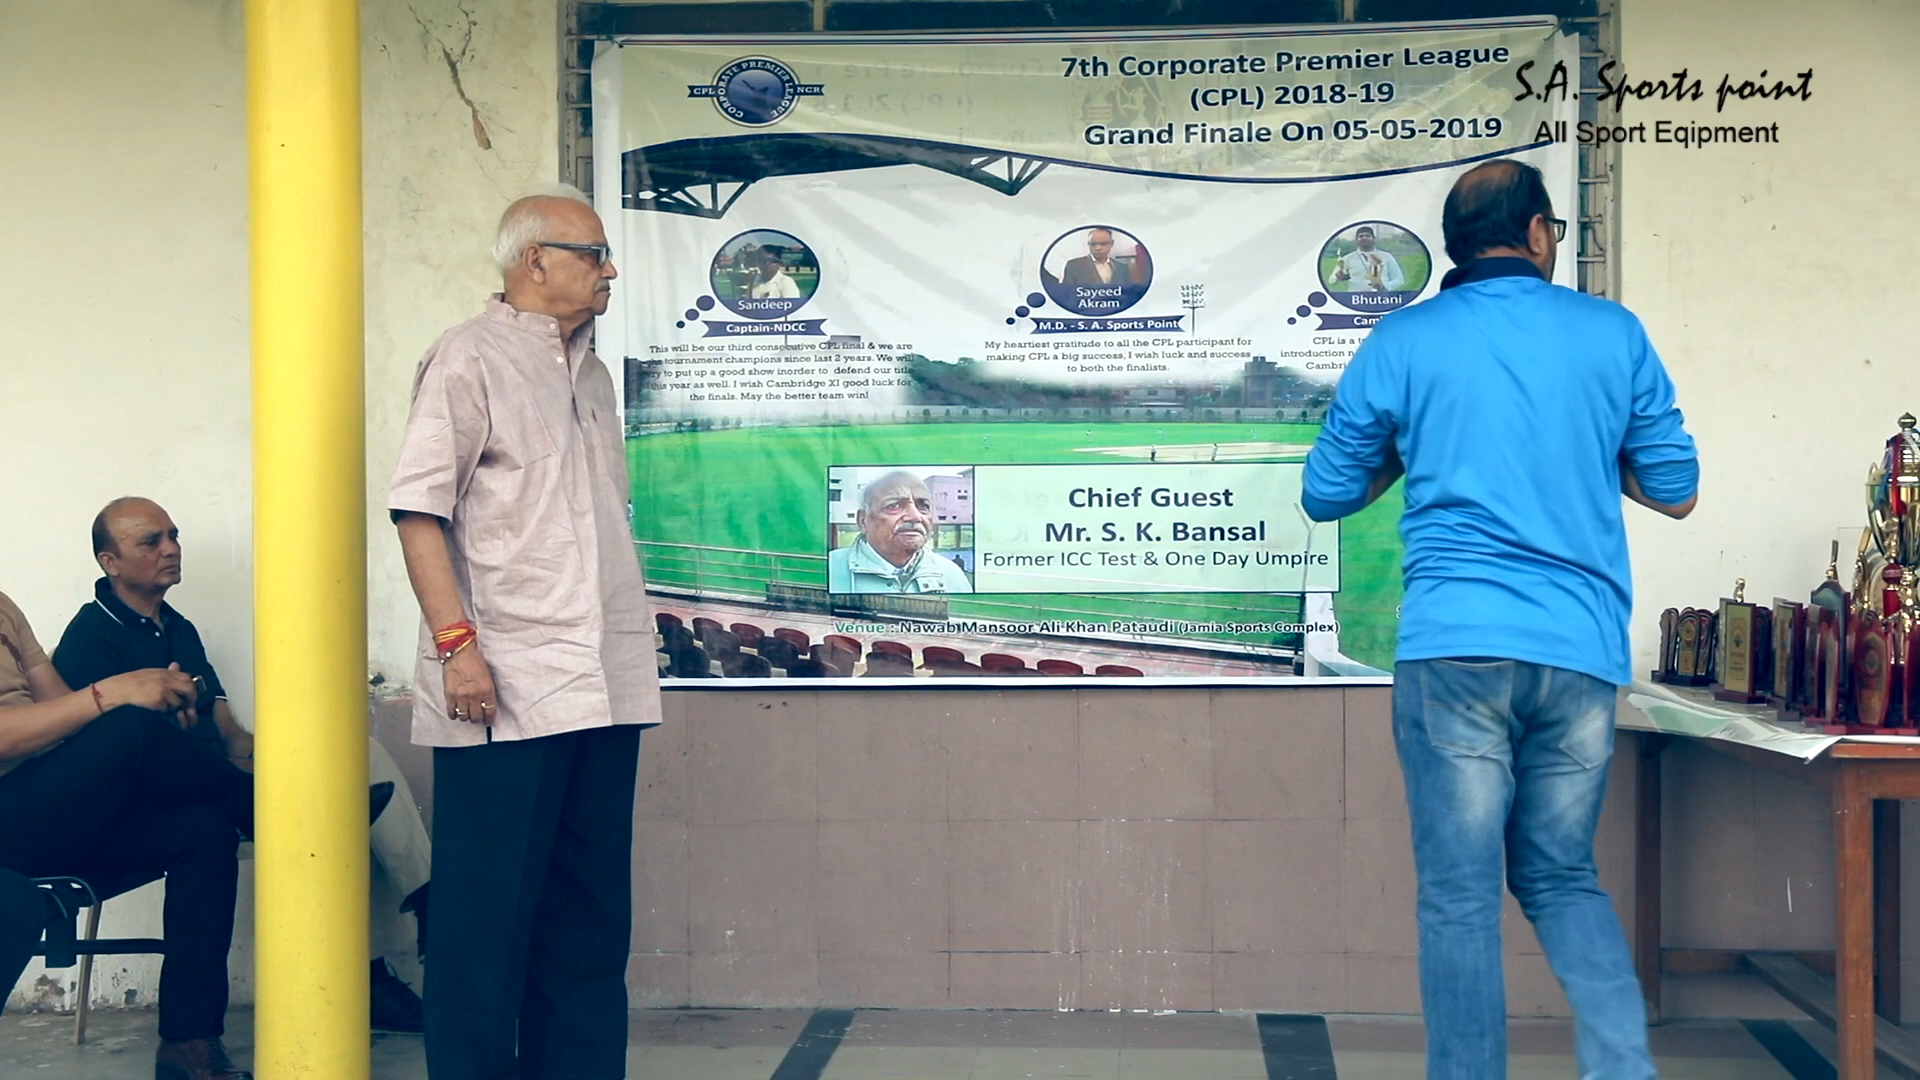 CORPORATE PREMIER LEAGUE
CPL NCR
7th Corporate Premier League
(CPL) 2018-19
Grand Finale On 05-05-2019
S.A. Sports point
All Sport Eqipment
Sandeep
Captain-NDCC
This will be our third consecutive CPL final & we are
tournament champions since last 2 years. We will
to put up a good show inorder to defend our title
this year as well. I wish Cambridge XI good luck for
the finals. May the better team win!
Sayeed
Akram
M.D. - S. A. Sports Point
My heartiest gratitude to all the CPL participant for
making CPL a big success, I wish luck and success
to both the finalists.
Bhutani
CPL is a
introduction
Chief Guest
Mr. S. K. Bansal
Former ICC Test & One Day Umpire
Venue : Nawab Mansoor Ali Khan Pataudi (Jamia Sports Complex)